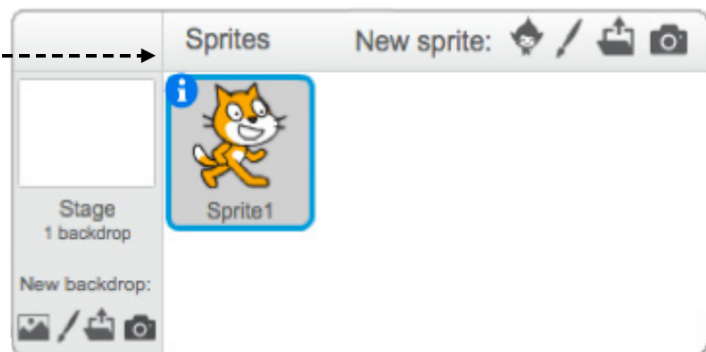 Sprites New sprite:
i
Sprite1
Stage
1 backdrop
New backdrop: